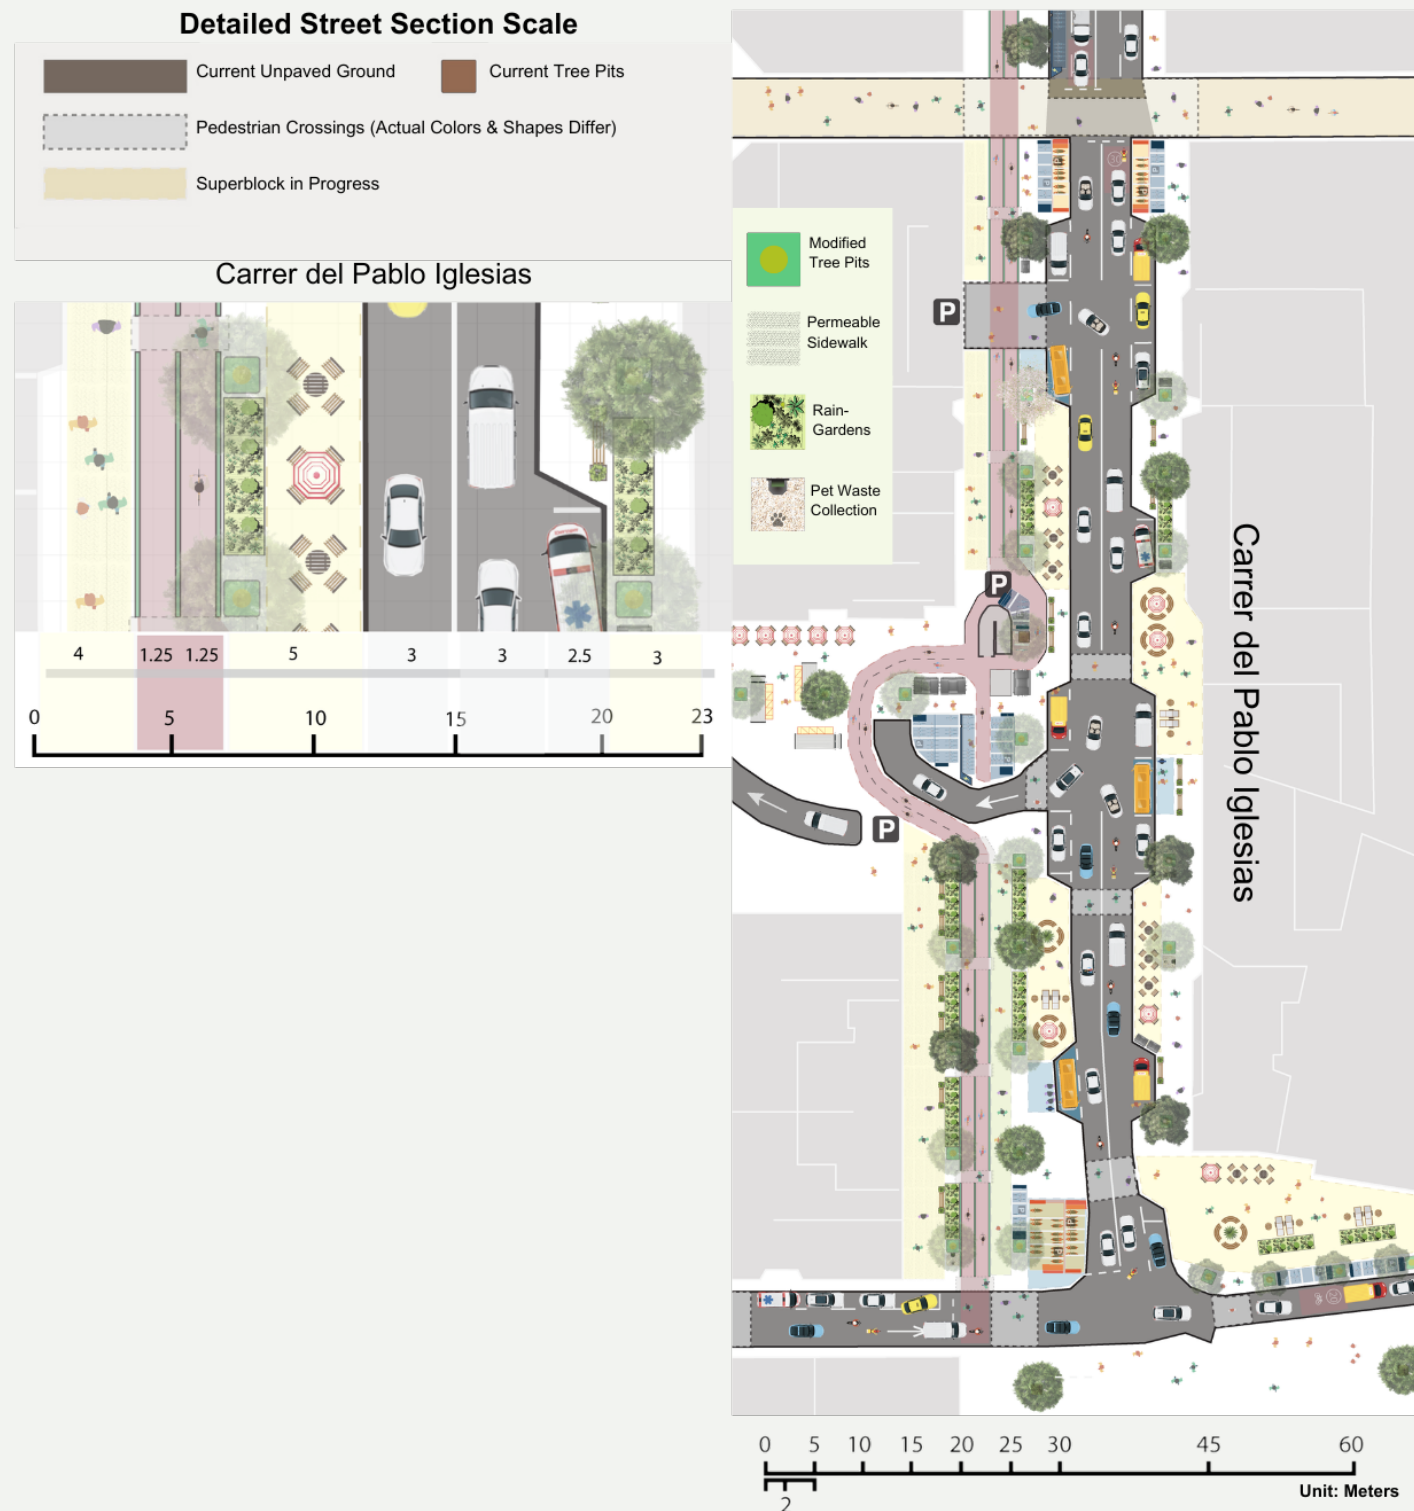 Detailed Street Section Scale
Current Unpaved Ground
Current Tree Pits
Pedestrian Crossings (Actual Colors & Shapes Differ)
Superblock in Progress
Carrer del Pablo Iglesias
4 1.25 1.25 5 3 3 2.5 3
0 5 10 15 20 23
Modified
Tree Pits
Permeable
Sidewalk
Rain-
Gardens
Pet Waste
Collection
P
P
P
Carrer del Pablo Iglesias
0 5 10 15 20 25 30 45 60
2
Unit: Meters